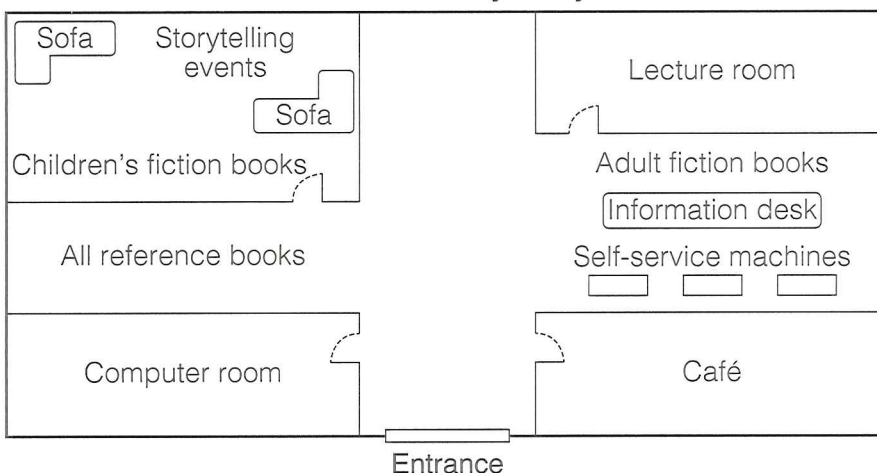 Sofa
Storytelling
events
Sofa
Children's fiction books
All reference books
Computer room
Lecture room
Adult fiction books
Information desk
Self-service machines
Café
Entrance